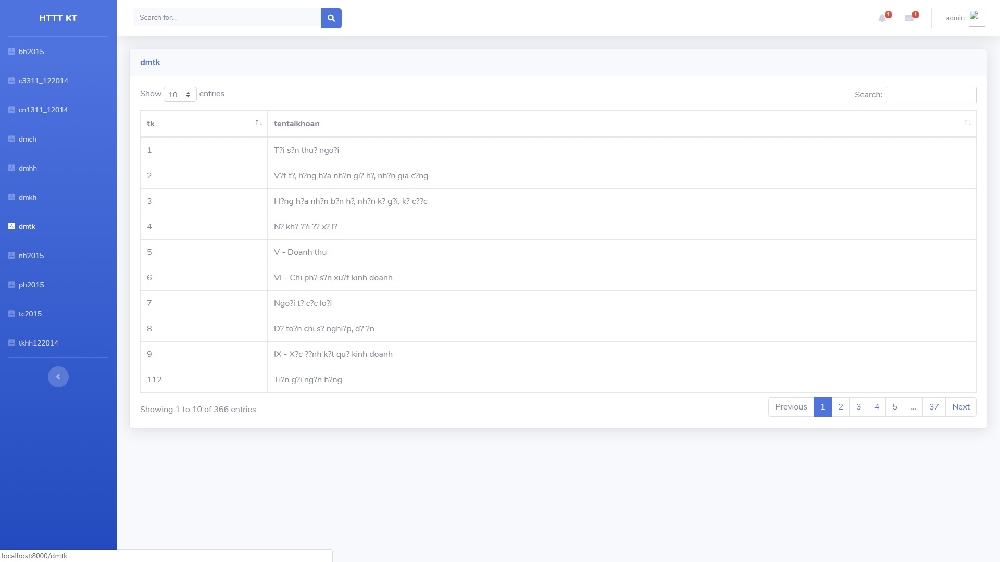 HTTT KT
Search for...
1
1
admin
bh2015
c3311_122014
cn1311_12014
dmch
dmhh
dmkh
dmtk
nh2015
ph2015
tc2015
tkhh122014
dmtk
Show 10 entries
Search:
tk tentaikhoan
1 T?i s?n thu? ngo?i
2 V?t t?, h?ng h?a nh?n gi? h?, nh?n gia c?ng
3 H?ng h?a nh?n b?n h?, nh?n k? g?i, k? c??c
4 N? kh? ??i ?? x? l?
5 V - Doanh thu
6 VI - Chi ph? s?n xu?t kinh doanh
7 Ngo?i t? c?c lo?i
8 D? to?n chi s? nghi?p, d? ?n
9 IX - X?c ??nh k?t qu? kinh doanh
112 Ti?n g?i ng?n h?ng
Showing 1 to 10 of 366 entries
Previous 1 2 3 4 5 ... 37 Next
localhost:8000/dmtk